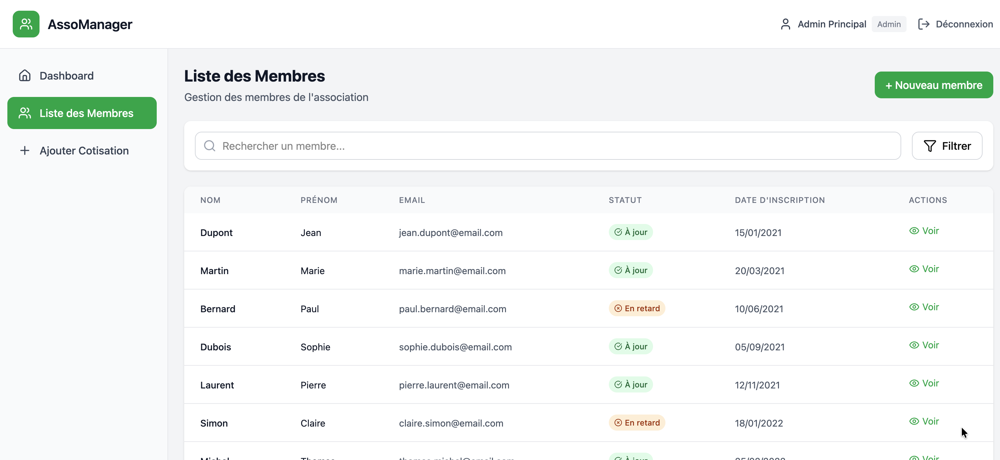 AssoManager
Admin Principal Admin Déconnexion
Dashboard
Liste des Membres
Ajouter Cotisation
Liste des Membres
Gestion des membres de l'association
+ Nouveau membre
Rechercher un membre...
Filtrer
NOM PRÉNOM EMAIL STATUT DATE D'INSCRIPTION ACTIONS
Dupont Jean jean.dupont@email.com À jour 15/01/2021 Voir
Martin Marie marie.martin@email.com À jour 20/03/2021 Voir
Bernard Paul paul.bernard@email.com En retard 10/06/2021 Voir
Dubois Sophie sophie.dubois@email.com À jour 05/09/2021 Voir
Laurent Pierre pierre.laurent@email.com À jour 12/11/2021 Voir
Simon Claire claire.simon@email.com En retard 18/01/2022 Voir
Michel Thomas thomas.michel@email.com À jour Voir